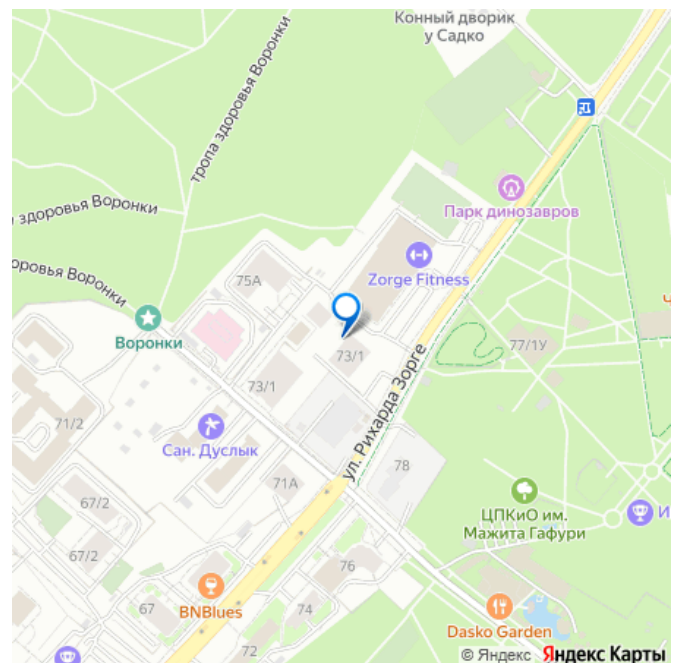 Конный дворик
у Садко
тропа здоровья Воронки
Парк динозавров
а здоровья Воронки
Zorge Fitness
оровья Воронки
75А
Воронки
77/1У
73/1
ул. Рихарда Зорге
73/1
71/2
Сан. Дуслык
78
71А
ЦПКиО им.
Мажита Гафури
67/2
67/2
76
67
BNBlues
74
Dasko Garden
72
© Яндекс Яндекс Карты